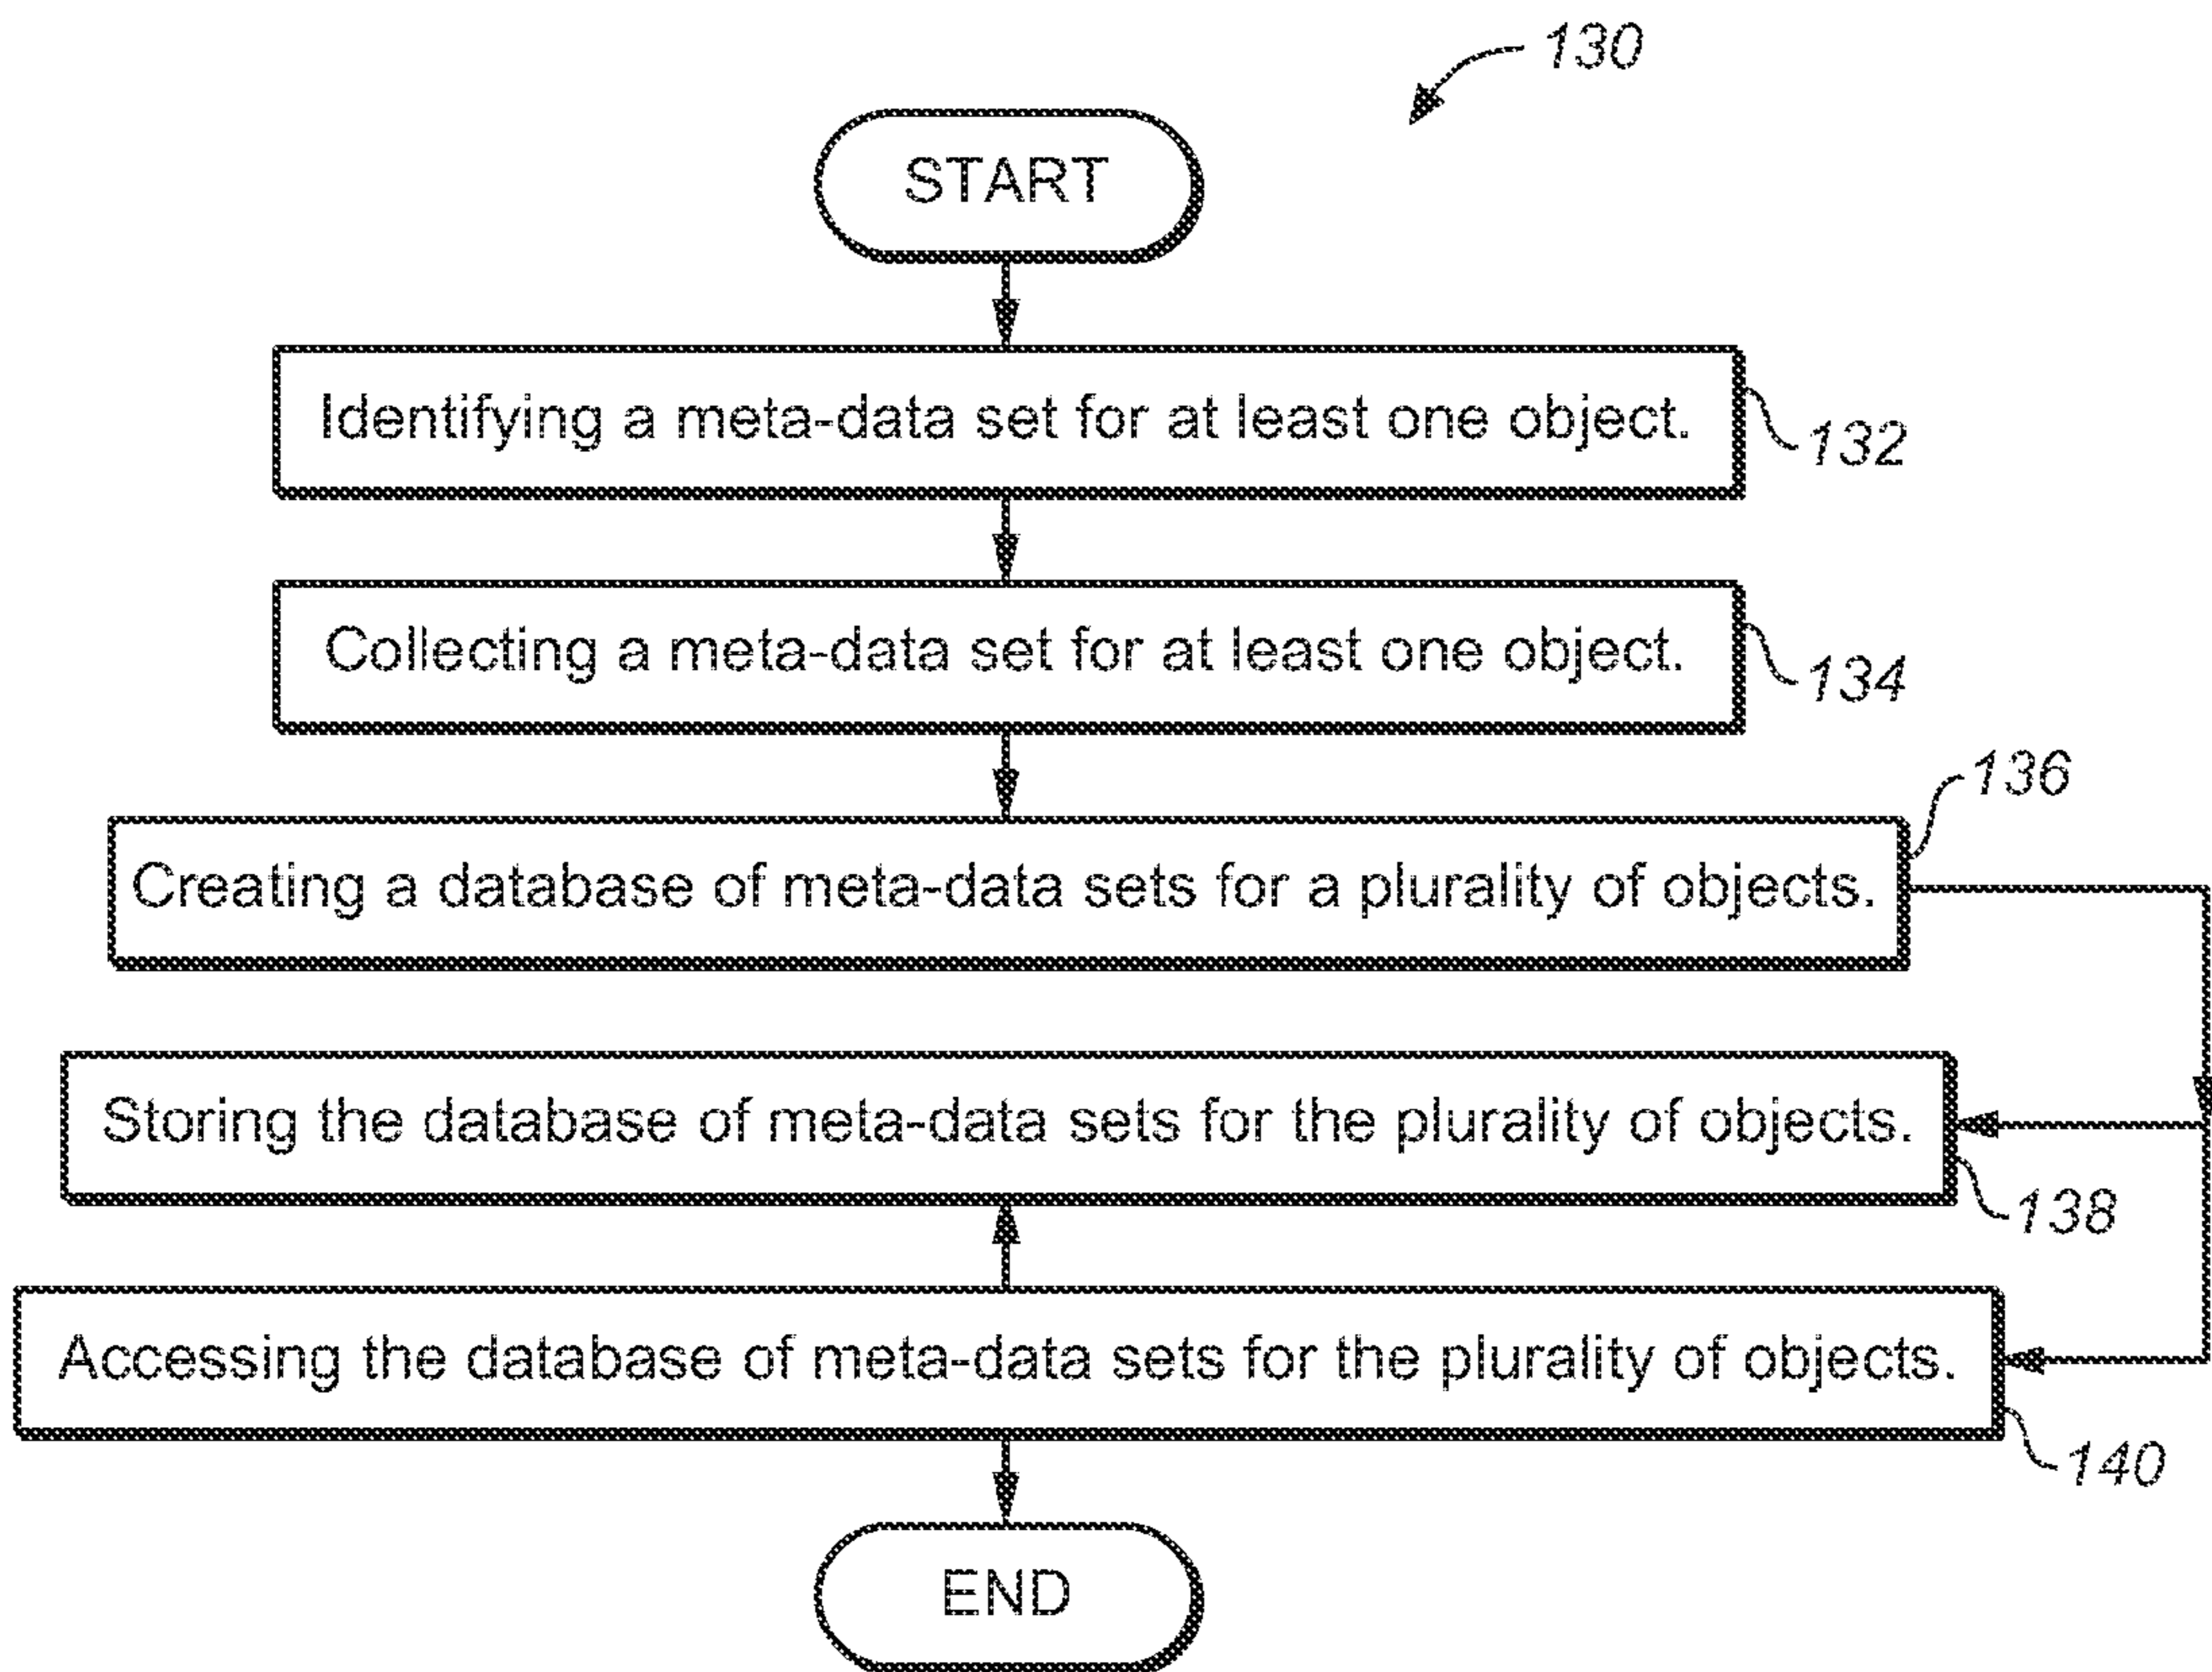 130
START
Identifying a meta-data set for at least one object.
132
Collecting a meta-data set for at least one object.
134
136
Creating a database of meta-data sets for a plurality of objects.
Storing the database of meta-data sets for the plurality of objects.
138
Accessing the database of meta-data sets for the plurality of objects.
140
END